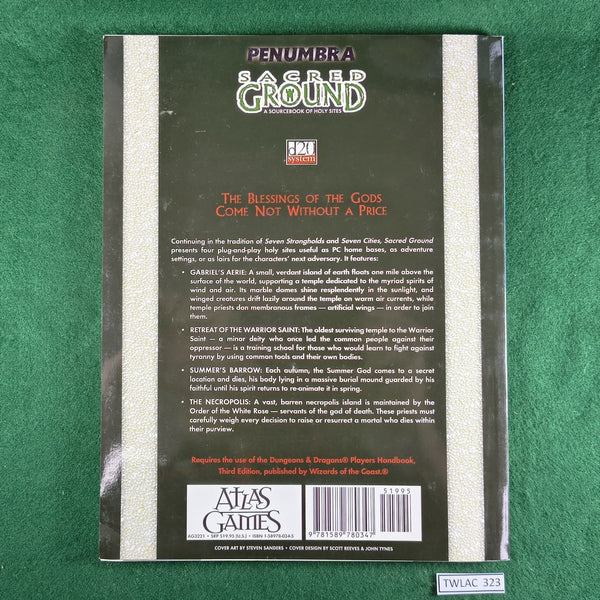 PENUMBRA
SACRED
GROUND
A SOURCEBOOK OF HOLY SITES
d20
system
The Blessings of the Gods
Come Not Without a Price
Continuing in the tradition of Seven Strongholds and Seven Cities, Sacred Ground
presents four plug-and-play holy sites useful as PC home bases, as adventure
settings, or as lairs for the characters' next adversary. It features:
• GABRIEL'S AERIE: A small, verdant island of earth floats one mile above the
surface of the world, supporting a temple dedicated to the myriad spirits of
wind and air. Its marble domes shine resplendently in the sunlight, and
winged creatures drift lazily around the temple on warm air currents, while
temple priests don membranous frames — artificial wings — in order to join
them.
• RETREAT OF THE WARRIOR SAINT: The oldest surviving temple to the Warrior
Saint — a minor deity who once led the common people against their
oppressor — is a training school for those who would learn to fight against
tyranny by using common tools and their own bodies.
• SUMMER'S BARROW: Each autumn, the Summer God comes to a secret
location and dies, his body lying in a massive burial mound guarded by his
faithful until his spirit returns to re-animate it in spring.
• THE NECROPOLIS: A vast, barren necropolis island is maintained by the
Order of the White Rose — servants of the god of death. These priests must
carefully weigh every decision to raise or resurrect a mortal who dies within
their purview.
Requires the use of the Dungeons & Dragons® Players Handbook,
Third Edition, published by Wizards of the Coast.®
ATLAS
GAMES
AG3221 • SRP $19.95 (U.S.) • ISBN 1-58978-034-5
51995
9 781589 780347
COVER ART BY STEVEN SANDERS • COVER DESIGN BY SCOTT REEVES & JOHN TYNES
TWLAC 323